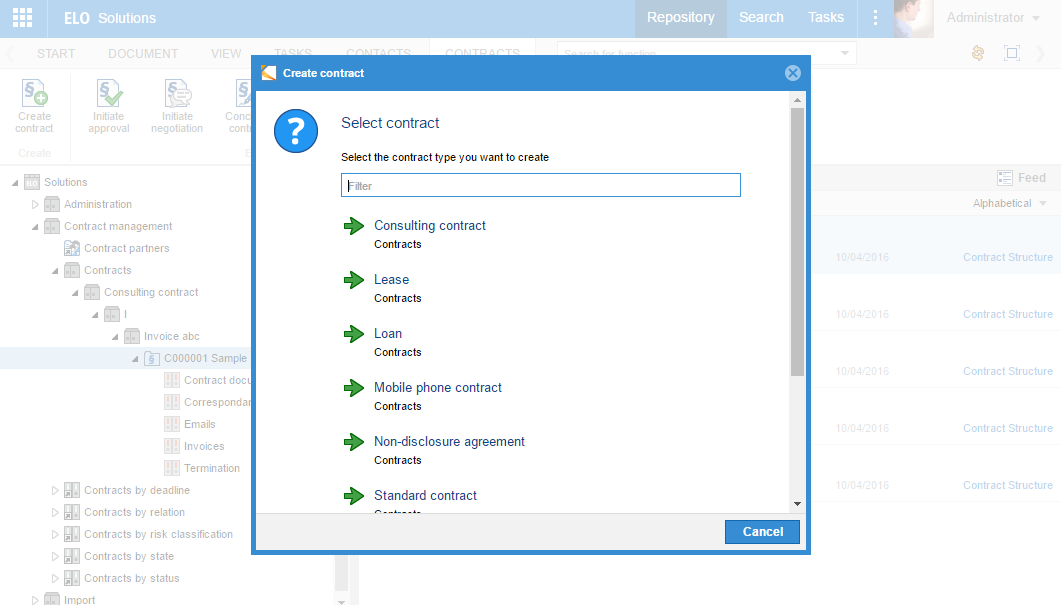 ELO Solutions
Repository
Search
Tasks
Administrator
START
DOCUMENT
VIEW
TASKS
CONTACTS
CONTRACTS
Search for function
Create
contract
Initiate
approval
Initiate
negotiation
Create
Create contract
?
Select contract
Select the contract type you want to create
Filter
Consulting contract
Contracts
Lease
Contracts
Loan
Contracts
Mobile phone contract
Contracts
Non-disclosure agreement
Contracts
Standard contract
Contracts
Cancel
Solutions
Administration
Contract management
Contract partners
Contracts
Consulting contract
I
Invoice abc
C000001 Sample
Contract docu
Correspondan
Emails
Invoices
Termination
Contracts by deadline
Contracts by relation
Contracts by risk classification
Contracts by state
Contracts by status
Import
Feed
Alphabetical
10/04/2016 Contract Structure
10/04/2016 Contract Structure
10/04/2016 Contract Structure
10/04/2016 Contract Structure
10/04/2016 Contract Structure